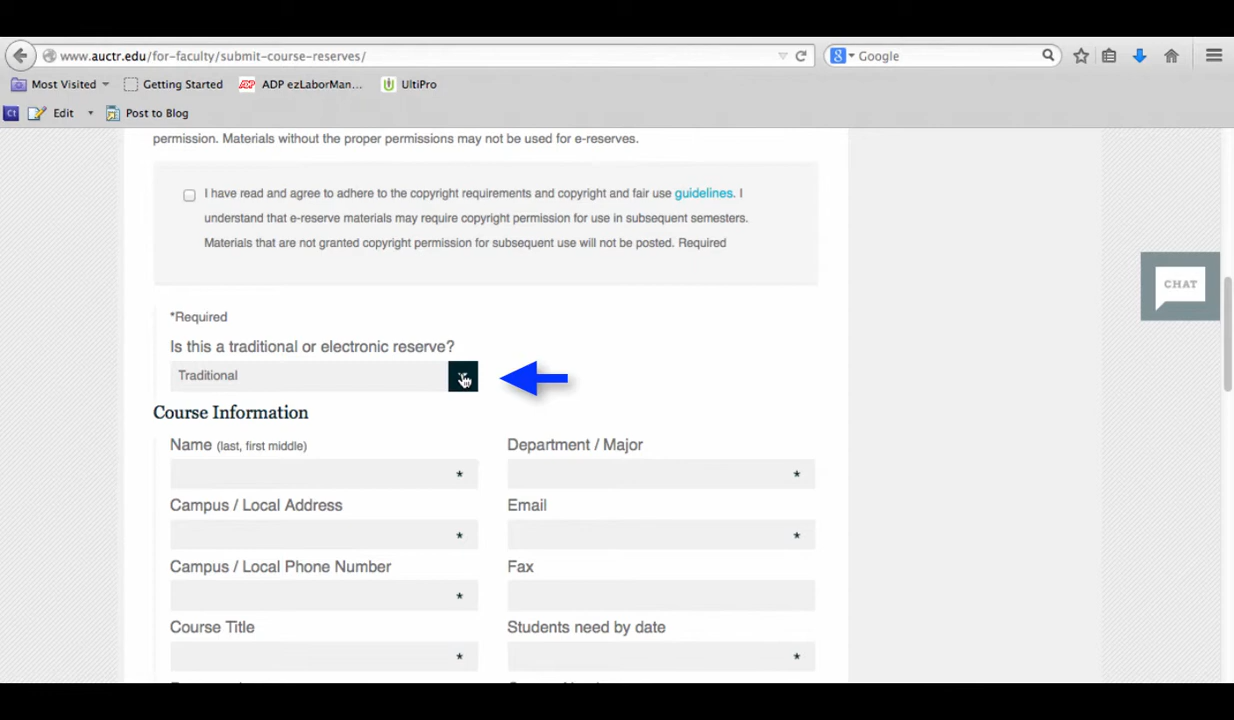 www.auctr.edu/for-faculty/submit-course-reserves/
Google
Most Visited
Getting Started
ADP ezLaborMan...
UltiPro
Edit
Post to Blog
permission. Materials without the proper permissions may not be used for e-reserves.
I have read and agree to adhere to the copyright requirements and copyright and fair use guidelines. I
understand that e-reserve materials may require copyright permission for use in subsequent semesters.
Materials that are not granted copyright permission for subsequent use will not be posted. Required
CHAT
*Required
Is this a traditional or electronic reserve?
Traditional
Course Information
Name (last, first middle)
*
Department / Major
*
Campus / Local Address
*
Email
*
Campus / Local Phone Number
*
Fax
Course Title
*
Students need by date
*